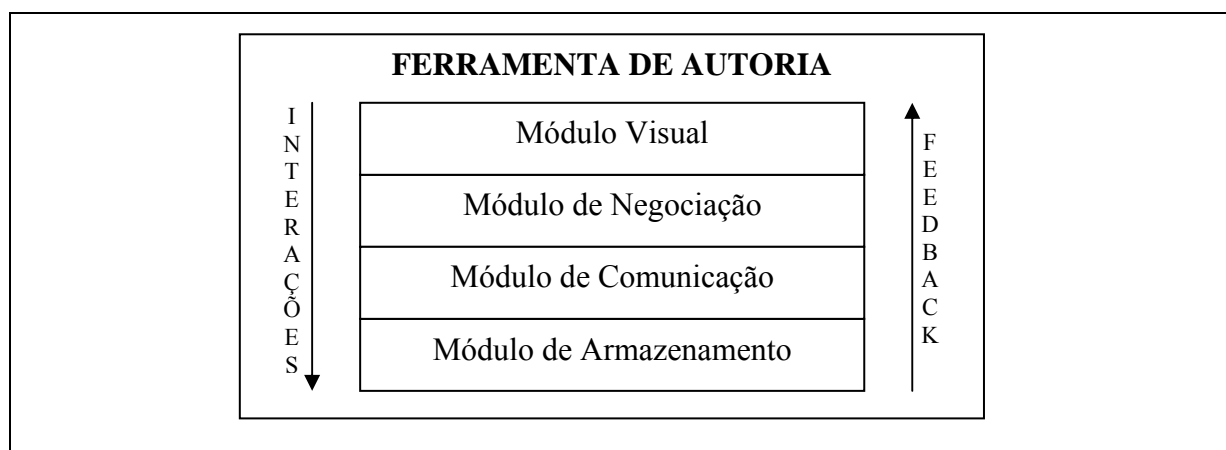 FERRAMENTA DE AUTORIA
INTERAÇÕES
Módulo Visual
Módulo de Negociação
Módulo de Comunicação
Módulo de Armazenamento
FEEDBACK